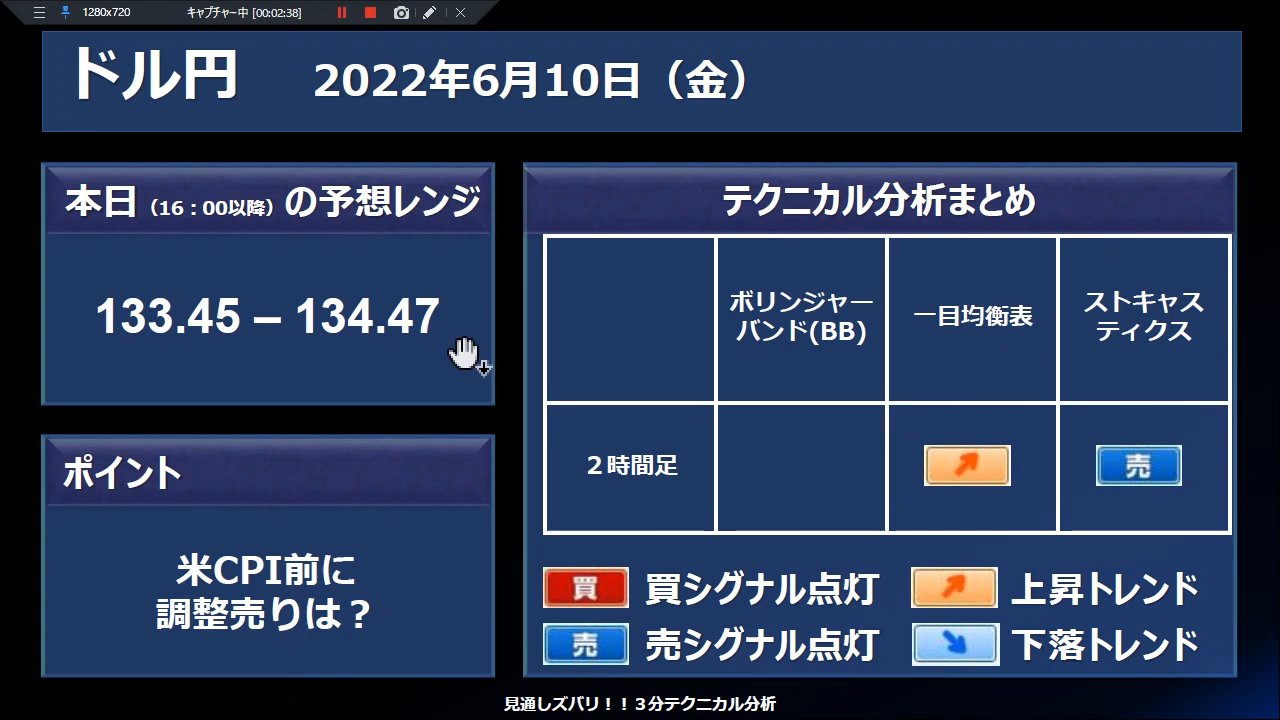 1280x720 キャプチャー中 [00:02:38]
ドル円 2022年6月10日（金）
本日（16：00以降）の予想レンジ
133.45 – 134.47
ポイント
米CPI前に
調整売りは？
テクニカル分析まとめ
ボリンジャー
バンド(BB)
一目均衡表
ストキャス
ティクス
２時間足
売
買 買シグナル点灯 上昇トレンド
売 売シグナル点灯 下落トレンド
見通しズバリ！！３分テクニカル分析